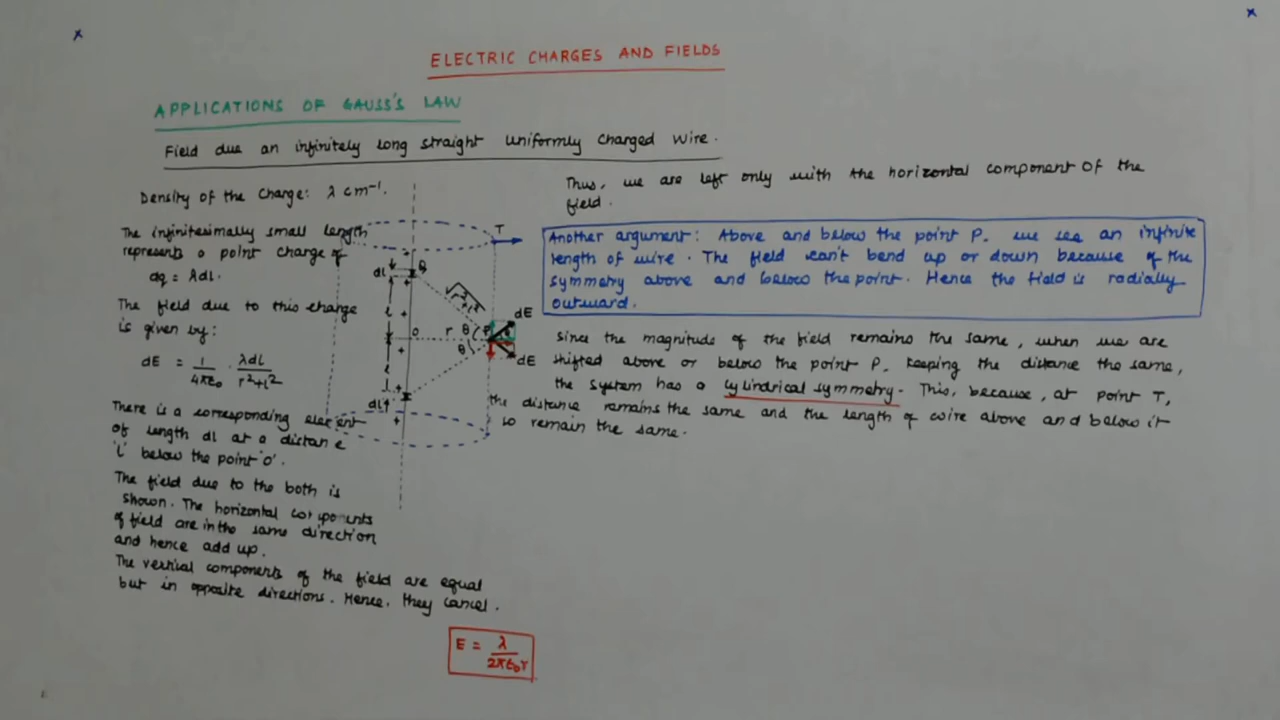 ELECTRIC CHARGES AND FIELDS
APPLICATIONS OF GAUSS'S LAW
Field due an infinitely long straight uniformly charged wire.
Density of the Charge: λ cm⁻¹.
The infinitesimally small length
represents a point charge of
dq = λdl.
The field due to this charge
is given by:
dE = 1/4πε₀ · λdl/r²+l²
There is a corresponding element
of length dl at a distance
'l' below the point 'o'.
The field due to the both is
shown. The horizontal components
of field are in the same direction
and hence add up.
The vertical components of the field are equal
but in opposite directions. Hence, they cancel.
E = λ/2πε₀r
T
dl
Q
l
√r²+l²
O
r
θ
P
θ
dE
dE
l
dl
Thus, we are left only with the horizontal component of the
field.
Another argument: Above and below the point P, we see an infinite
length of wire. The field can't bend up or down because of the
symmetry above and below the point. Hence the field is radially
outward.
Since the magnitude of the field remains the same, when we are
shifted above or below the point P, keeping the distance the same,
the system has a cylindrical symmetry. This, because, at point T,
the distance remains the same and the length of wire above and below it
so remain the same.